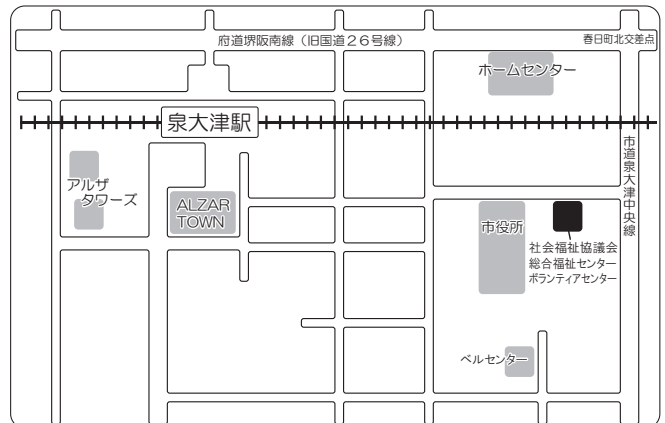 府道堺阪南線（旧国道２６号線）
春日町北交差点
ホームセンター
泉大津駅
市道泉大津中央線
アルザ
タワーズ
ALZAR
TOWN
市役所
社会福祉協議会
総合福祉センター
ボランティアセンター
ベルセンター